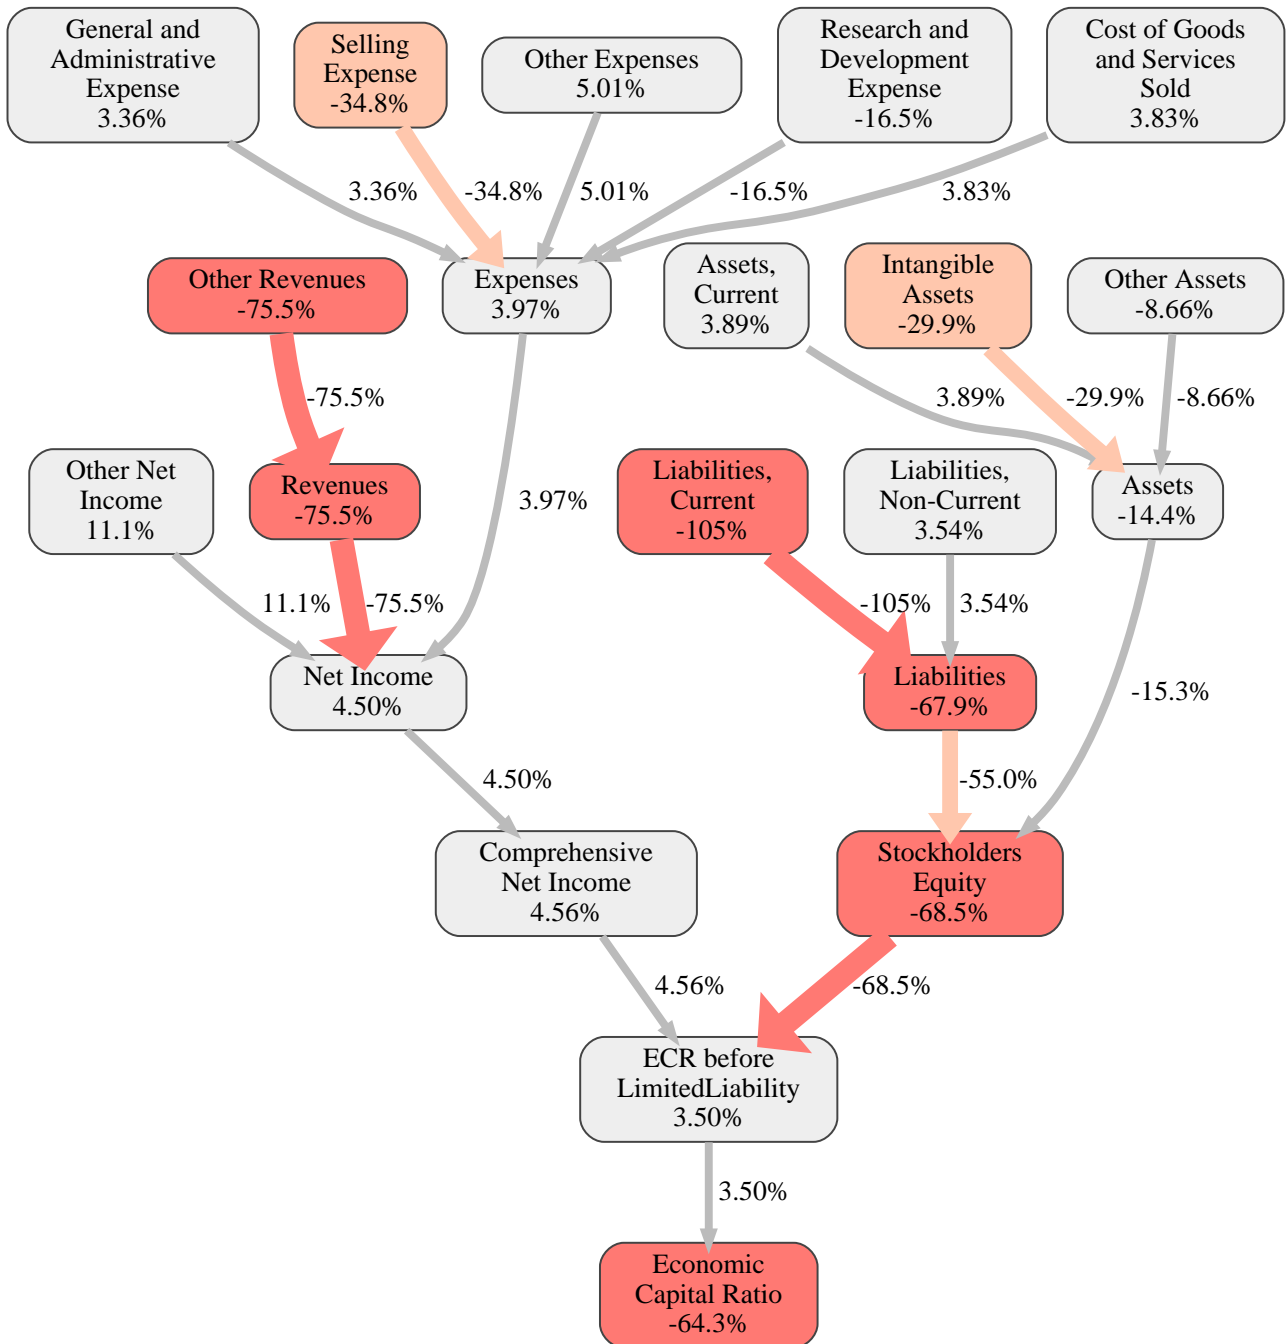 General and
Administrative
Expense
3.36%
Selling
Expense
-34.8%
Other Expenses
5.01%
Research and
Development
Expense
-16.5%
Cost of Goods
and Services
Sold
3.83%
3.36%
-34.8%
5.01%
-16.5%
3.83%
Other Revenues
-75.5%
Expenses
3.97%
Assets,
Current
3.89%
Intangible
Assets
-29.9%
Other Assets
-8.66%
-75.5%
3.89%
-29.9%
-8.66%
Other Net
Income
11.1%
Revenues
-75.5%
3.97%
Liabilities,
Current
-105%
Liabilities,
Non-Current
3.54%
Assets
-14.4%
11.1%
-75.5%
-105%
3.54%
Net Income
4.50%
Liabilities
-67.9%
-15.3%
4.50%
-55.0%
Comprehensive
Net Income
4.56%
Stockholders
Equity
-68.5%
4.56%
-68.5%
ECR before
LimitedLiability
3.50%
3.50%
Economic
Capital Ratio
-64.3%